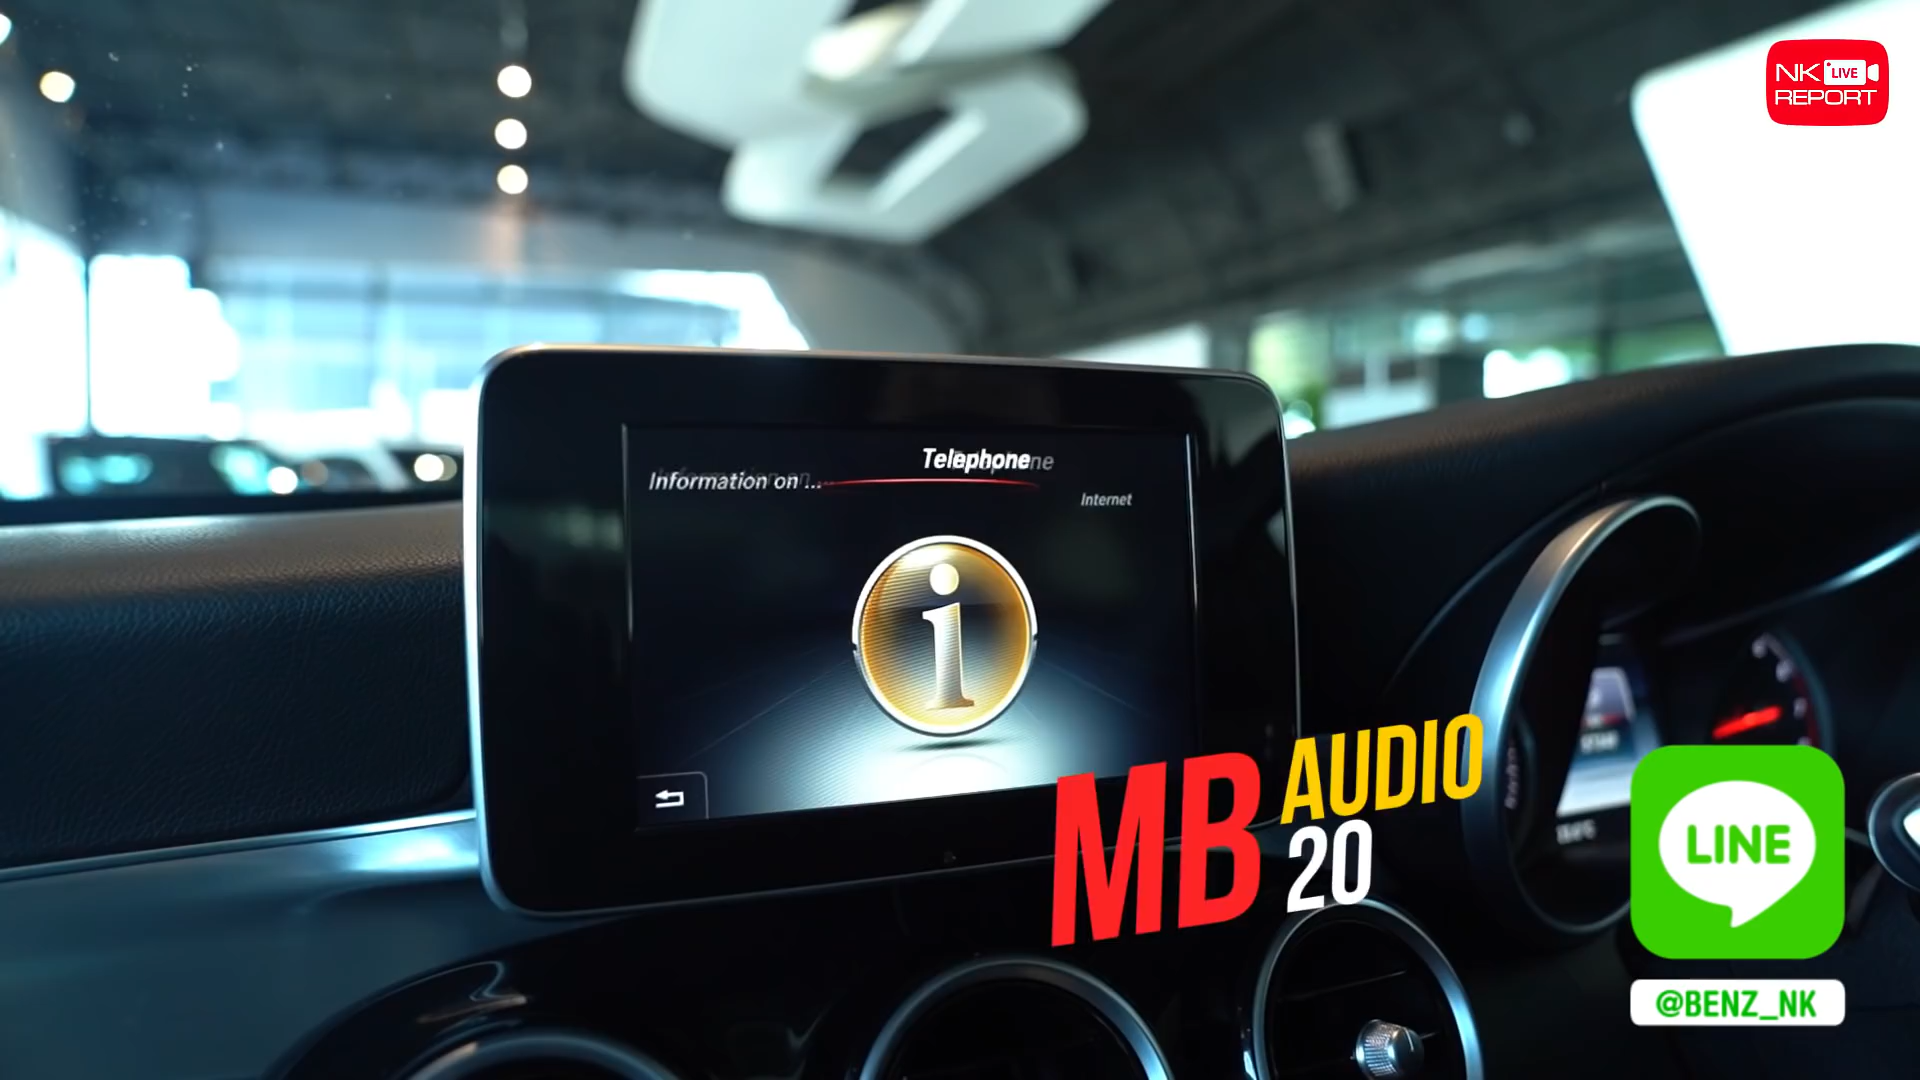 NK LIVE
REPORT
Telephone
Information on ...
Internet
i
MB
AUDIO
20
LINE
@BENZ_NK